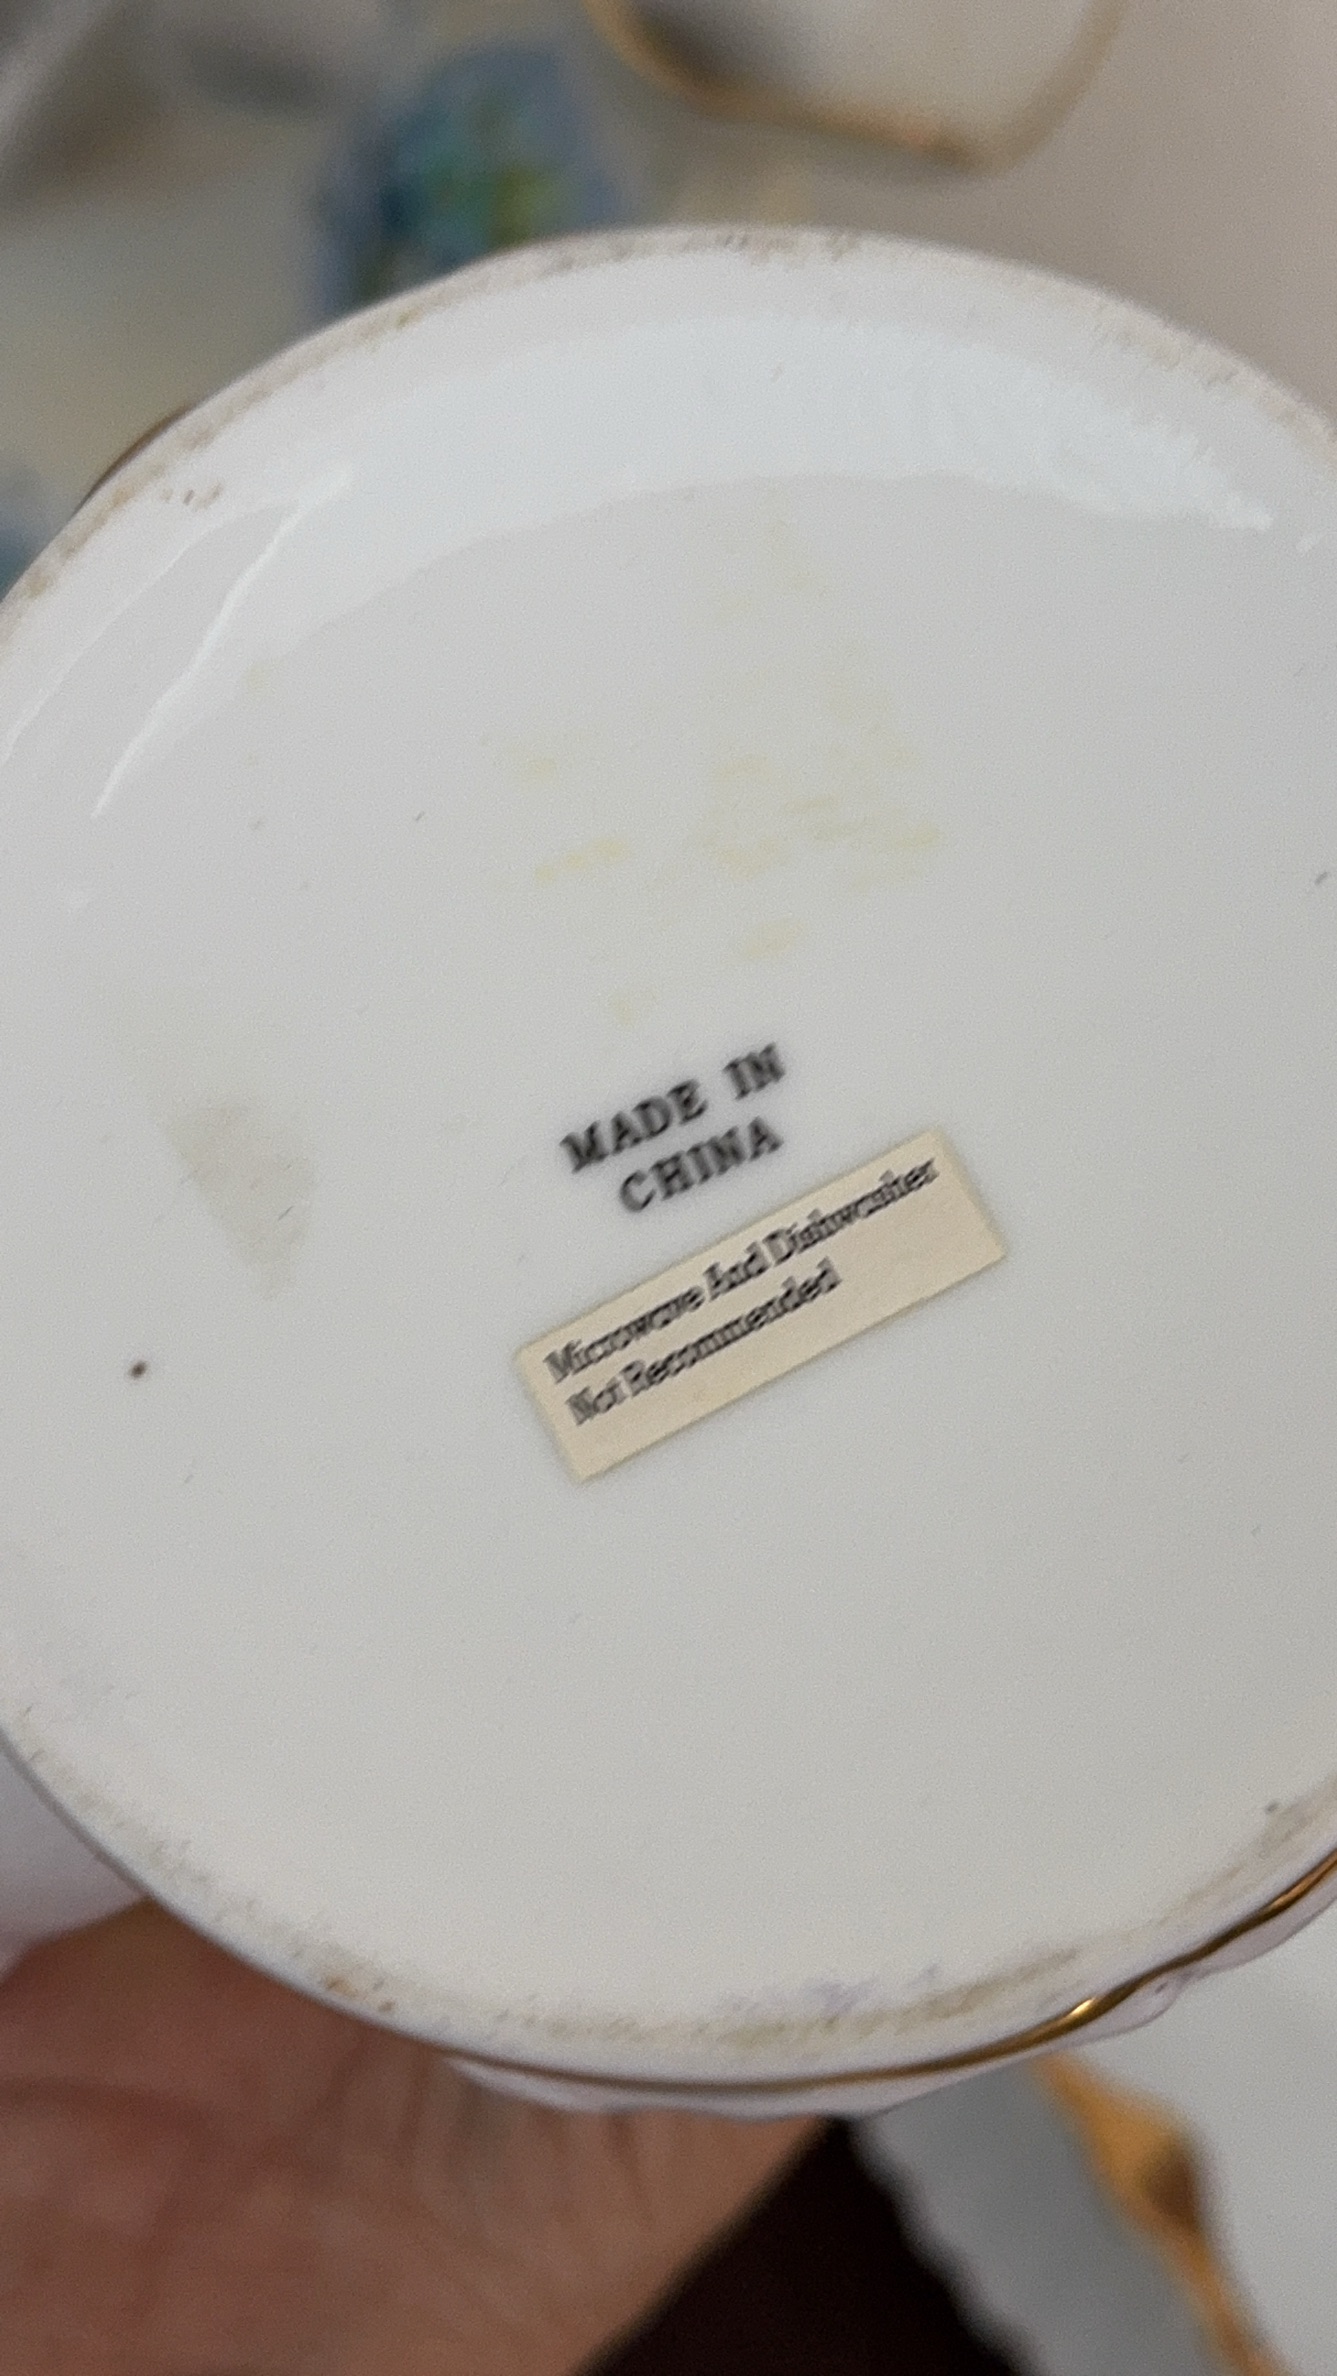 MADE IN
CHINA
Microwave And Dishwasher
Not Recommended